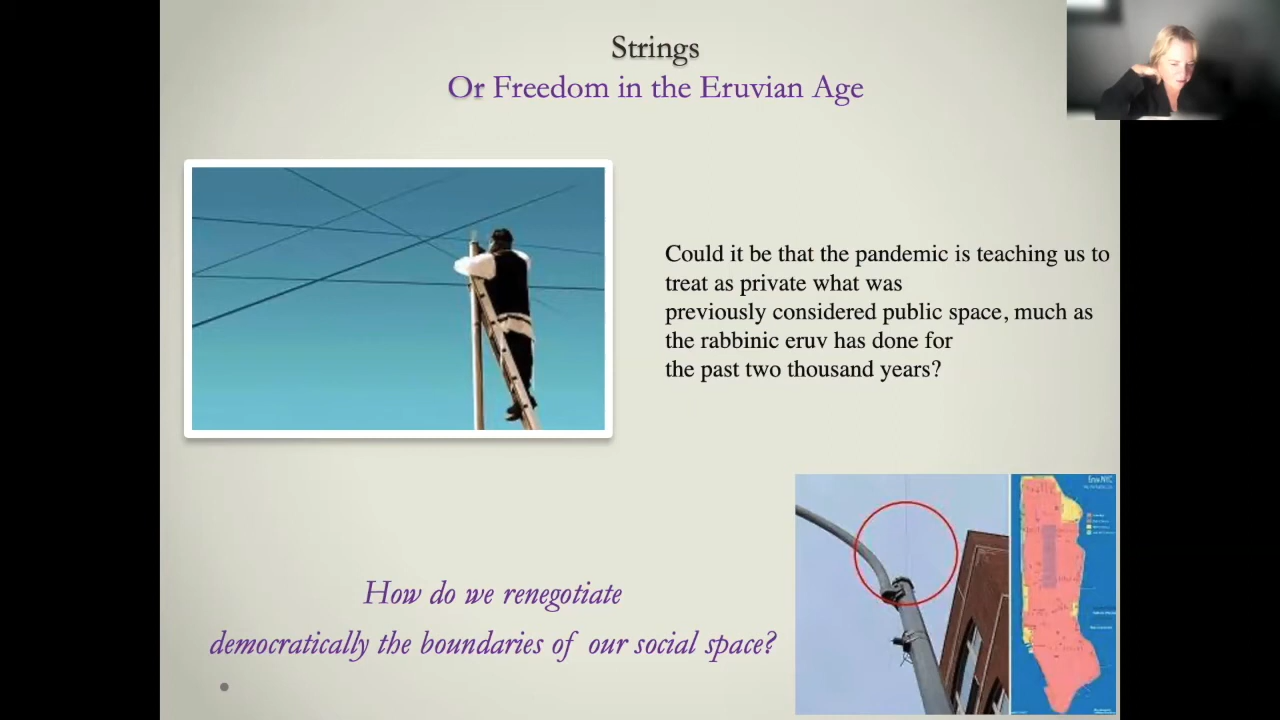 Strings
Or Freedom in the Eruvian Age
Could it be that the pandemic is teaching us to
treat as private what was
previously considered public space, much as
the rabbinic eruv has done for
the past two thousand years?
How do we renegotiate
democratically the boundaries of our social space?
Eruv NYC